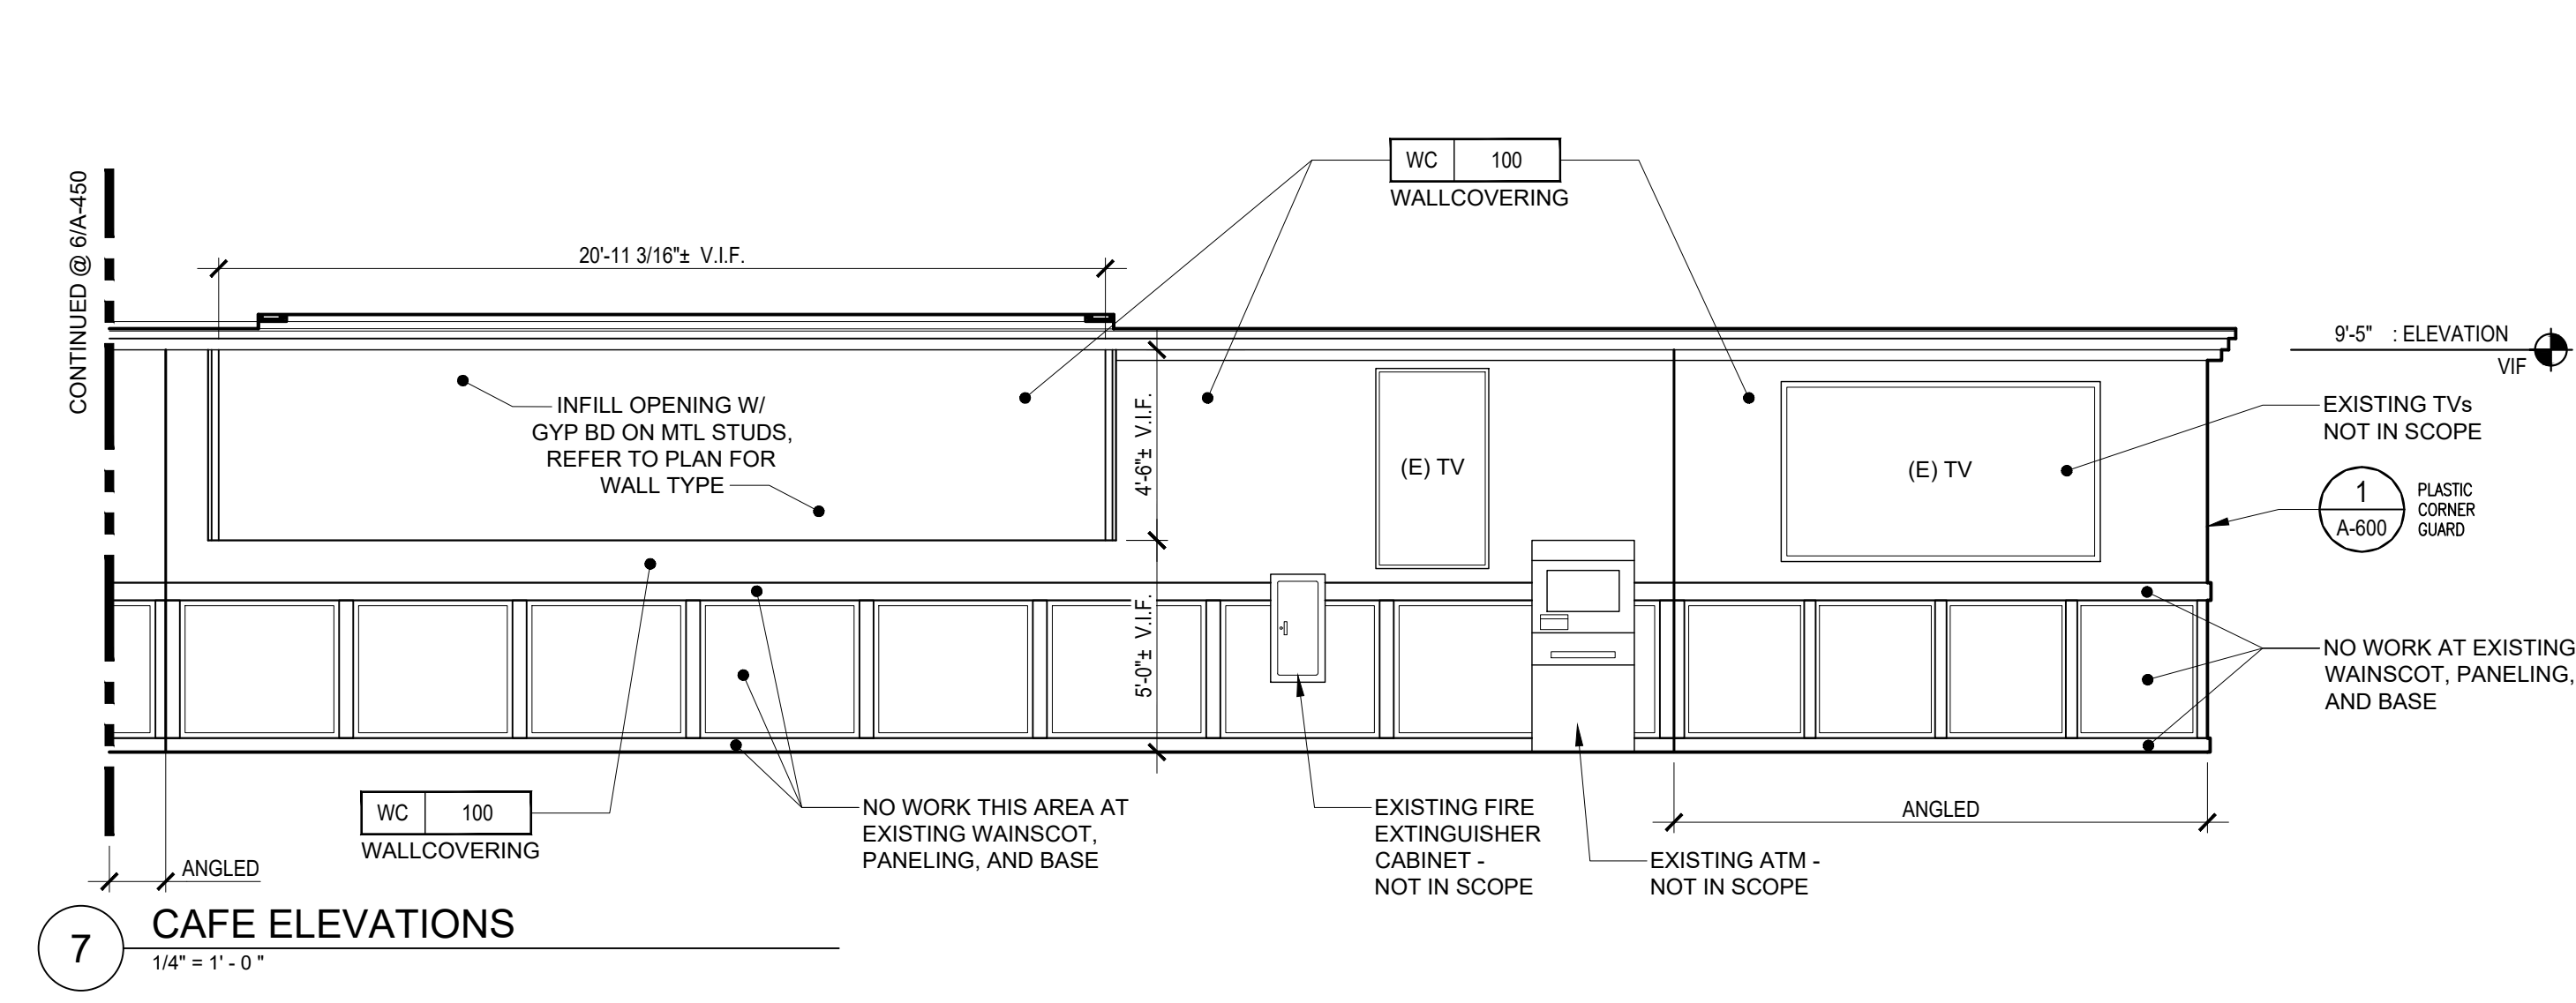 WC 100
WALLCOVERING
CONTINUED @ 6/A-450
20'-11 3/16"± V.I.F.
9'-5" : ELEVATION
VIF
INFILL OPENING W/
GYP BD ON MTL STUDS,
REFER TO PLAN FOR
WALL TYPE
4'-6"± V.I.F.
(E) TV
(E) TV
EXISTING TVs
NOT IN SCOPE
1
A-600
PLASTIC
CORNER
GUARD
5'-0"± V.I.F.
NO WORK AT EXISTING
WAINSCOT, PANELING,
AND BASE
WC 100
WALLCOVERING
NO WORK THIS AREA AT
EXISTING WAINSCOT,
PANELING, AND BASE
EXISTING FIRE
EXTINGUISHER
CABINET -
NOT IN SCOPE
EXISTING ATM -
NOT IN SCOPE
ANGLED
ANGLED
7
CAFE ELEVATIONS
1/4" = 1' - 0 "